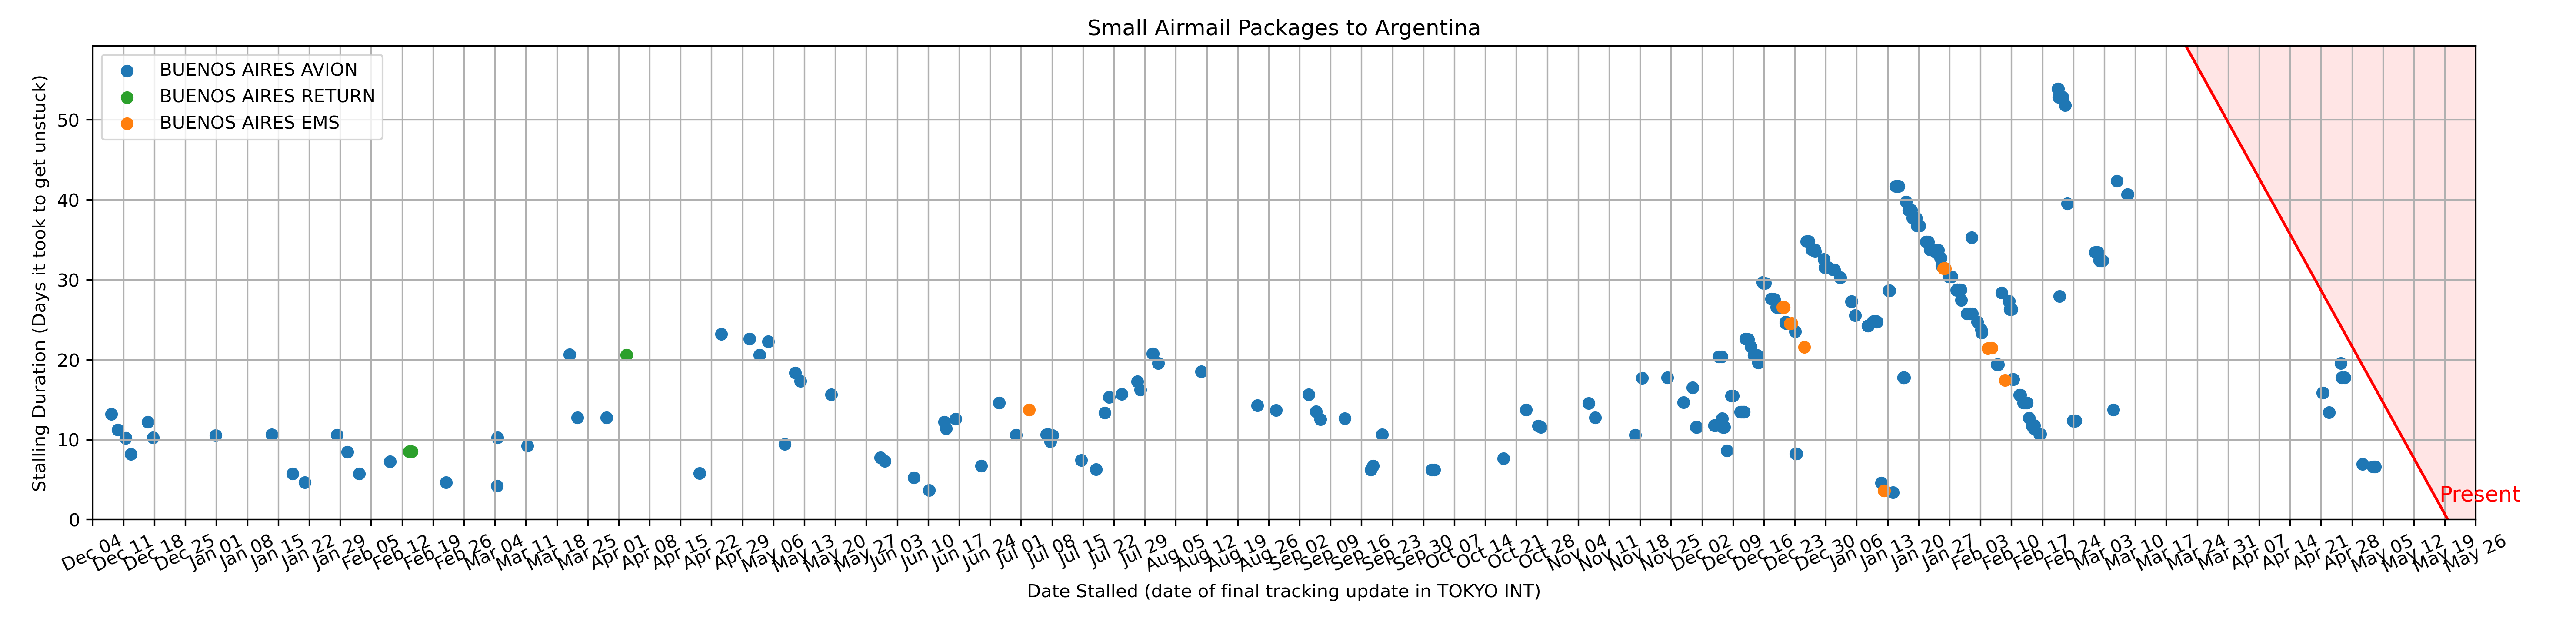 Small Airmail Packages to Argentina
BUENOS AIRES AVION
BUENOS AIRES RETURN
BUENOS AIRES EMS
Stalling Duration (Days it took to get unstuck)
50
40
30
20
10
0
Present
Dec 04
Dec 11
Dec 18
Dec 25
Jan 01
Jan 08
Jan 15
Jan 22
Jan 29
Feb 05
Feb 12
Feb 19
Feb 26
Mar 04
Mar 11
Mar 18
Mar 25
Apr 01
Apr 08
Apr 15
Apr 22
Apr 29
May 06
May 13
May 20
May 27
Jun 03
Jun 10
Jun 17
Jun 24
Jul 01
Jul 08
Jul 15
Jul 22
Jul 29
Aug 05
Aug 12
Aug 19
Aug 26
Sep 02
Sep 09
Sep 16
Sep 23
Sep 30
Oct 07
Oct 14
Oct 21
Oct 28
Nov 04
Nov 11
Nov 18
Nov 25
Dec 02
Dec 09
Dec 16
Dec 23
Dec 30
Jan 06
Jan 13
Jan 20
Jan 27
Feb 03
Feb 10
Feb 17
Feb 24
Mar 03
Mar 10
Mar 17
Mar 24
Mar 31
Apr 07
Apr 14
Apr 21
Apr 28
May 05
May 12
May 19
May 26
Date Stalled (date of final tracking update in TOKYO INT)